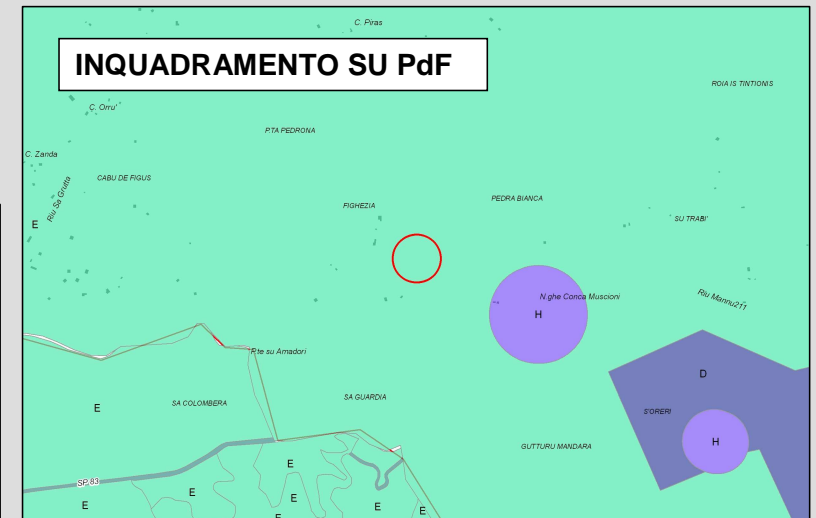 C. Piras
INQUADRAMENTO SU PdF
ROIA IS TINTIONIS
C. Orru'
P.TA PEDRONA
C. Zanda
CABU DE FIGUS
Riu Sa Grutta
PEDRA BIANCA
FIGHEZIA
SU TRABI'
E
N.ghe Conca Muscioni
Riu Mannu211
H
P.te su Amadori
D
SA GUARDIA
SA COLOMBERA
E
S'ORERI
H
GUTTURU MANDARA
E
SP 83
E
E
E
E
E
E
E